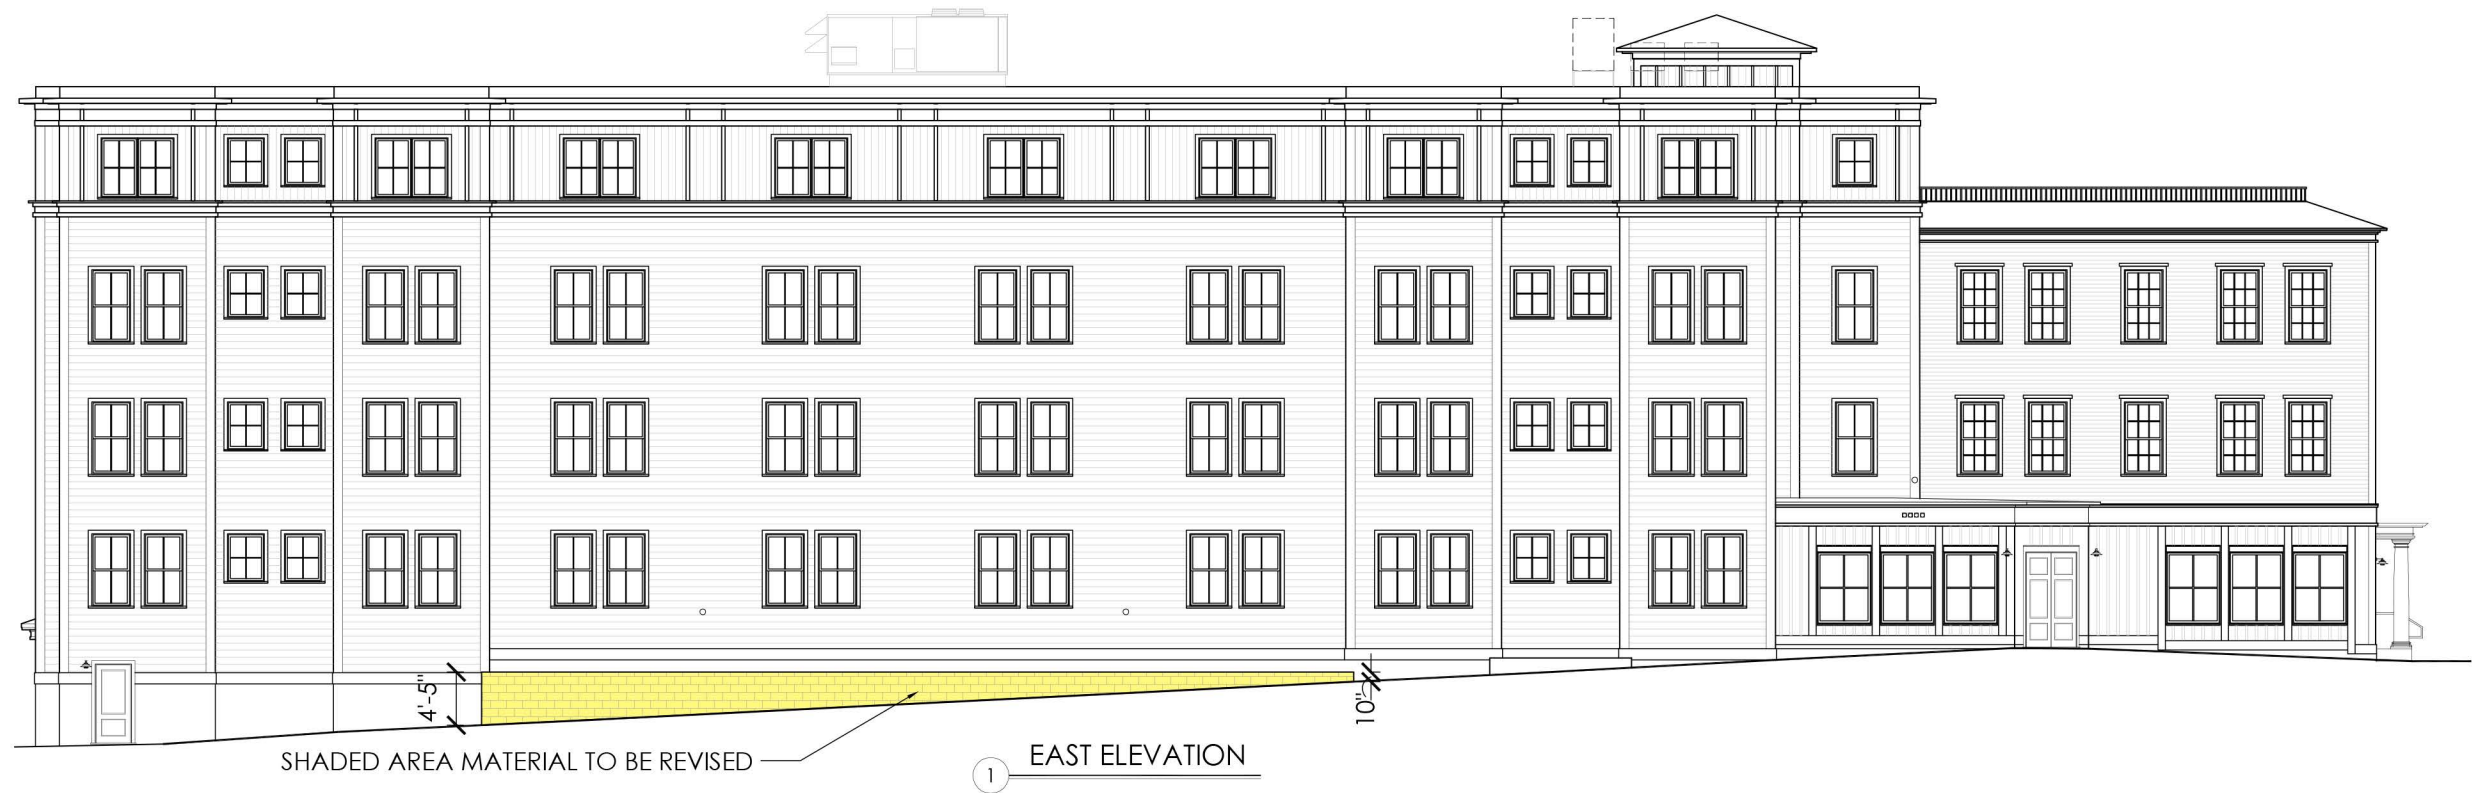 4'-5"
10"
SHADED AREA MATERIAL TO BE REVISED
1
EAST ELEVATION